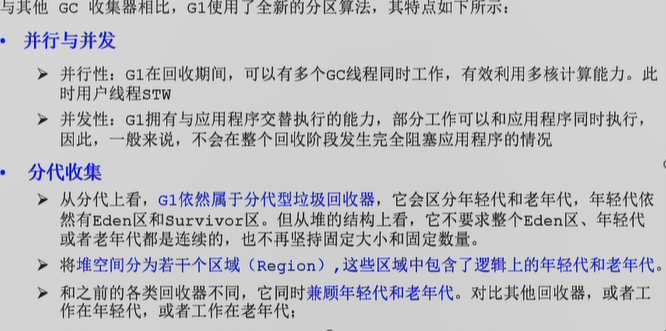 与其他 GC 收集器相比，G1使用了全新的分区算法，其特点如下所示：
• 并行与并发
➢ 并行性：G1在回收期间，可以有多个GC线程同时工作，有效利用多核计算能力。此
时用户线程STW
➢ 并发性：G1拥有与应用程序交替执行的能力，部分工作可以和应用程序同时执行，
因此，一般来说，不会在整个回收阶段发生完全阻塞应用程序的情况
• 分代收集
➢ 从分代上看，G1依然属于分代型垃圾回收器，它会区分年轻代和老年代，年轻代依
然有Eden区和Survivor区。但从堆的结构上看，它不要求整个Eden区、年轻代
或者老年代都是连续的，也不再坚持固定大小和固定数量。
➢ 将堆空间分为若干个区域（Region）,这些区域中包含了逻辑上的年轻代和老年代。
➢ 和之前的各类回收器不同，它同时兼顾年轻代和老年代。对比其他回收器，或者工
作在年轻代，或者工作在老年代；